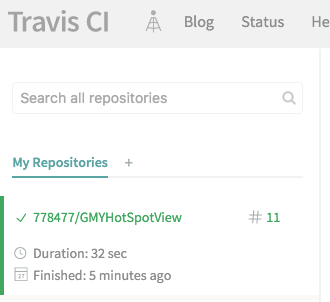 Travis CI Blog Status He
Search all repositories
My Repositories +
✓ 778477/GMYHotSpotView # 11
Duration: 32 sec
27 Finished: 5 minutes ago